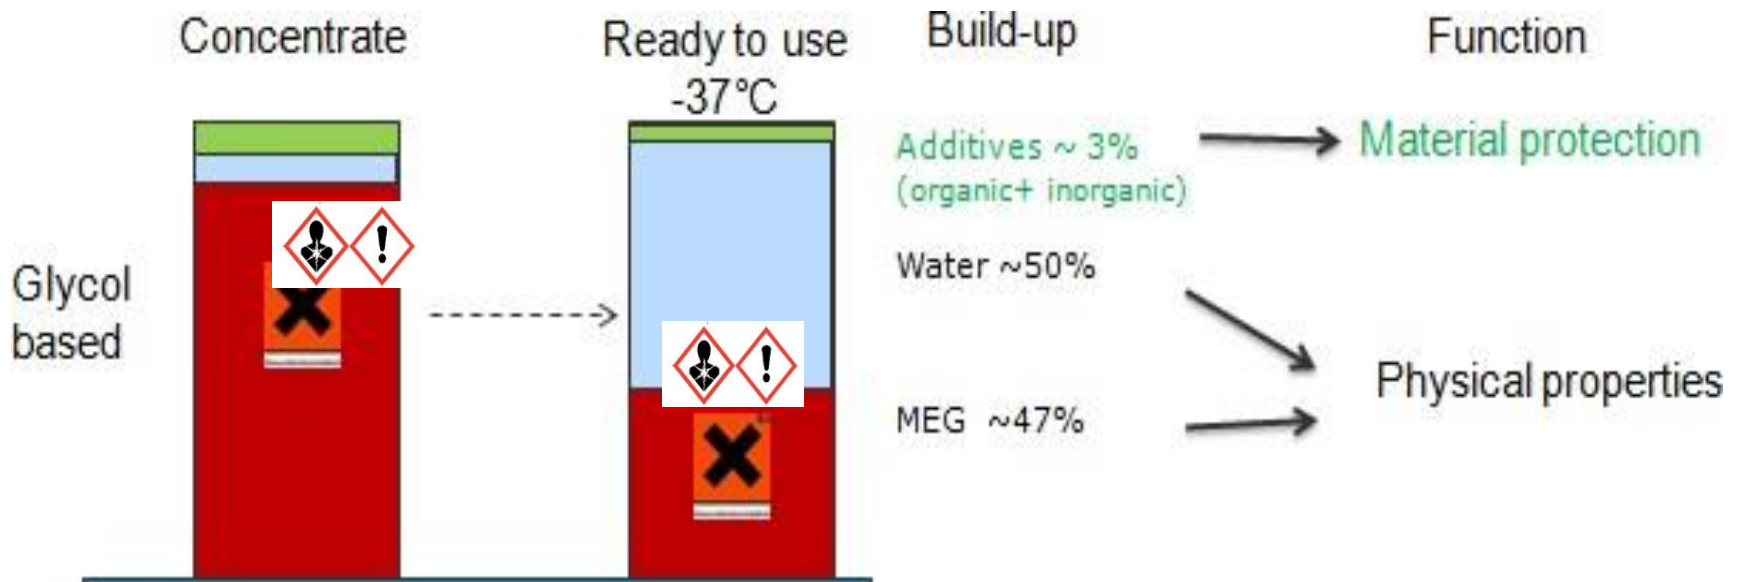 Concentrate
Ready to use
-37°C
Build-up
Function
Additives ~ 3%
(organic+ inorganic)
Material protection
Glycol
based
Water ~50%
MEG ~47%
Physical properties